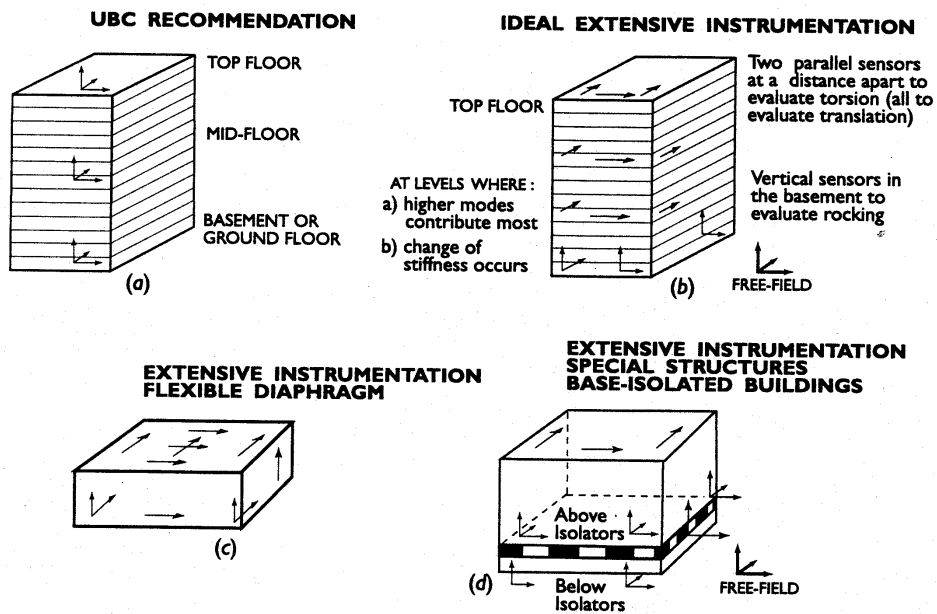 UBC RECOMMENDATION
TOP FLOOR
MID-FLOOR
BASEMENT OR
GROUND FLOOR
(a)
IDEAL EXTENSIVE INSTRUMENTATION
TOP FLOOR
Two parallel sensors
at a distance apart to
evaluate torsion (all to
evaluate translation)
AT LEVELS WHERE :
a) higher modes
contribute most
b) change of
stiffness occurs
Vertical sensors in
the basement to
evaluate rocking
(b)
FREE-FIELD
EXTENSIVE INSTRUMENTATION
FLEXIBLE DIAPHRAGM
(c)
EXTENSIVE INSTRUMENTATION
SPECIAL STRUCTURES
BASE-ISOLATED BUILDINGS
Above
Isolators
(d)
Below
Isolators
FREE-FIELD